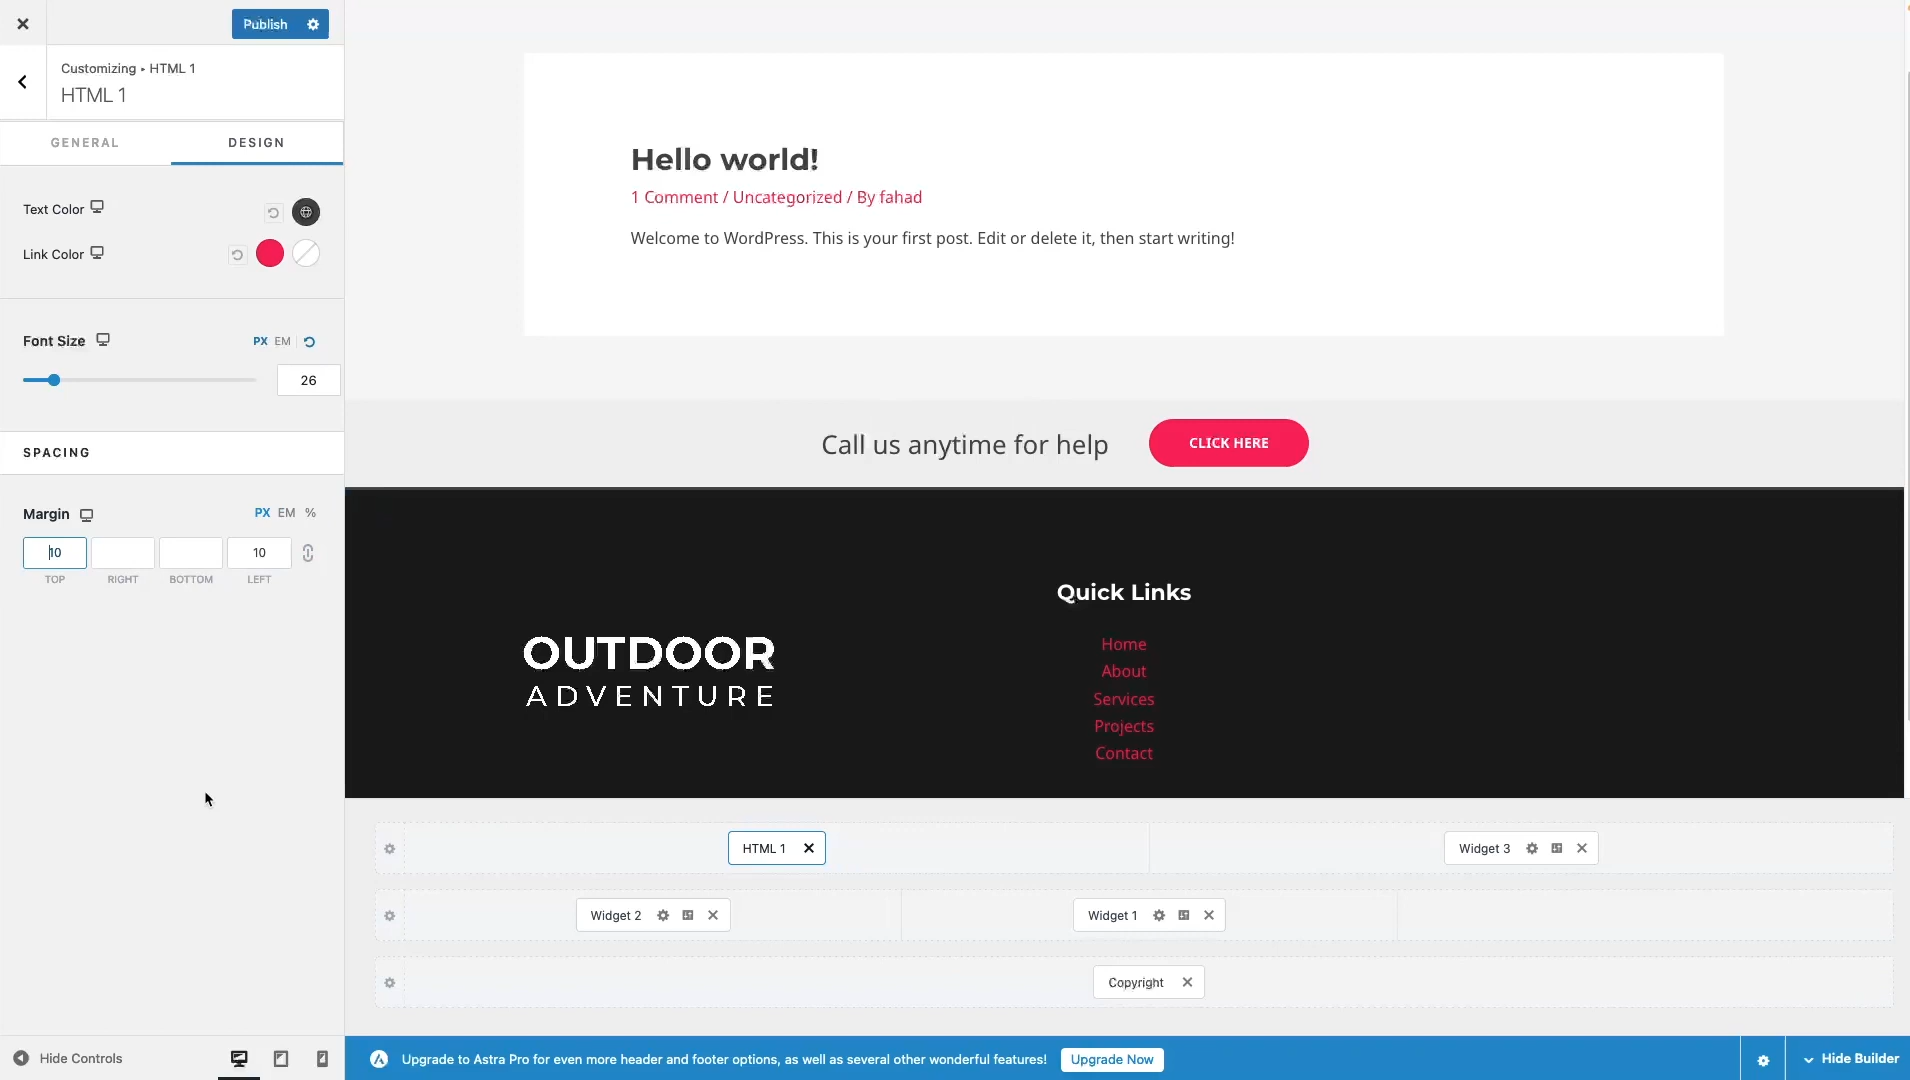 Publish
Customizing ▸ HTML 1
HTML 1
GENERAL DESIGN
Text Color
Link Color
Font Size PX EM
26
SPACING
Margin PX EM %
10 10
TOP RIGHT BOTTOM LEFT
Hide Controls
Hello world!
1 Comment / Uncategorized / By fahad
Welcome to WordPress. This is your first post. Edit or delete it, then start writing!
Call us anytime for help CLICK HERE
Quick Links
OUTDOOR
ADVENTURE
Home
About
Services
Projects
Contact
HTML 1 Widget 3
Widget 2 Widget 1
Copyright
Upgrade to Astra Pro for even more header and footer options, as well as several other wonderful features! Upgrade Now Hide Builder